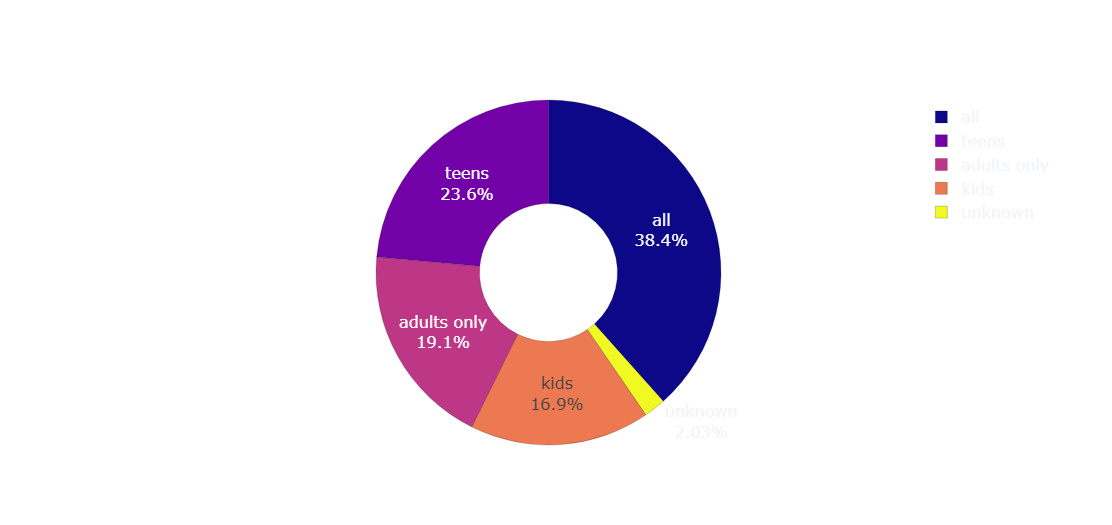 teens
23.6%
all
38.4%
adults only
19.1%
kids
16.9%
unknown
2.03%
all
teens
adults only
kids
unknown